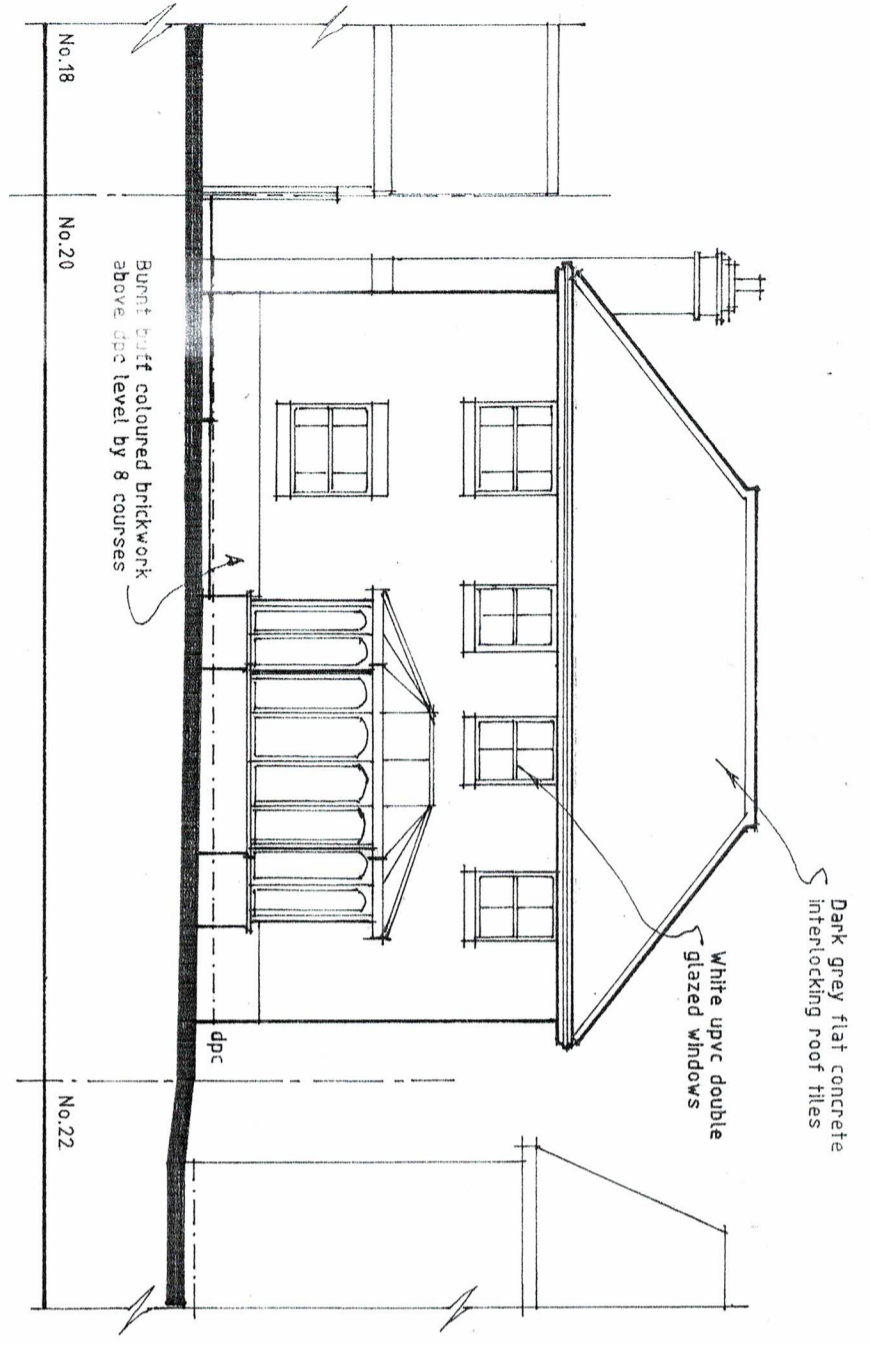 Dark grey flat concrete
interlocking roof tiles
White upvc double
glazed windows
dpc
Burnt buff coloured brickwork
above dpc level by 8 courses
No.18
No.20
No.22